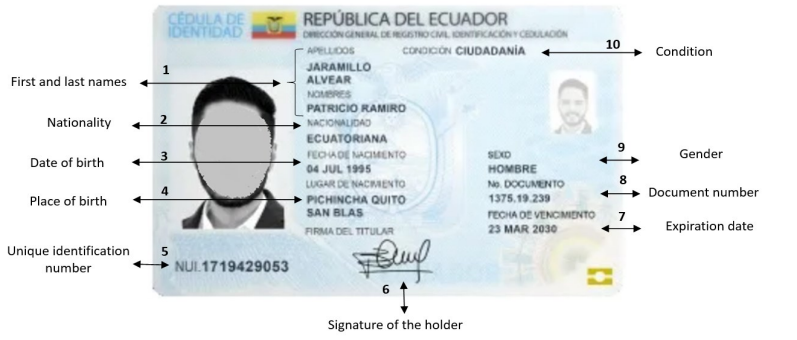 CÉDULA DE IDENTIDAD
REPÚBLICA DEL ECUADOR
DIRECCIÓN GENERAL DE REGISTRO CIVIL, IDENTIFICACIÓN Y CEDULACIÓN
APELLIDOS
CONDICIÓN CIUDADANÍA
10
Condition
JARAMILLO
ALVEAR
NOMBRES
PATRICIO RAMIRO
1
First and last names
NACIONALIDAD
ECUATORIANA
2
Nationality
FECHA DE NACIMIENTO
04 JUL 1995
3
Date of birth
SEXO
HOMBRE
9
Gender
LUGAR DE NACIMIENTO
PICHINCHA QUITO
SAN BLAS
4
Place of birth
No. DOCUMENTO
1375.19.239
8
Document number
FECHA DE VENCIMIENTO
23 MAR 2030
7
Expiration date
FIRMA DEL TITULAR
5
Unique identification
number
NUI.1719429053
6
Signature of the holder